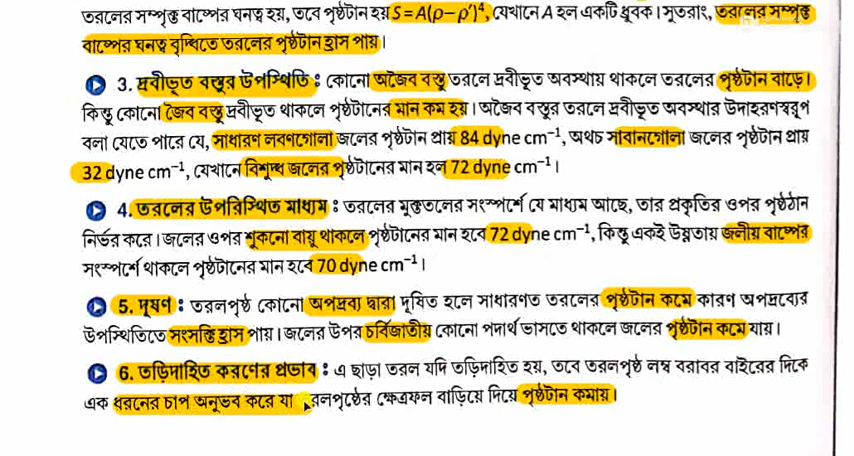 তরলের সম্পৃক্ত বাষ্পের ঘনত্ব হয়, তবে পৃষ্ঠটান হয় S = A(ρ – ρ′)⁴, যেখানে A হল একটি ধ্রুবক। সুতরাং, তরলের সম্পৃক্ত
বাষ্পের ঘনত্ব বৃদ্ধিতে তরলের পৃষ্ঠটান হ্রাস পায়।
3. দ্রবীভূত বস্তুর উপস্থিতি : কোনো অজৈব বস্তু তরলে দ্রবীভূত অবস্থায় থাকলে তরলের পৃষ্ঠটান বাড়ে।
কিন্তু কোনো জৈব বস্তু দ্রবীভূত থাকলে পৃষ্ঠটানের মান কম হয়। অজৈব বস্তুর তরলে দ্রবীভূত অবস্থার উদাহরণস্বরূপ
বলা যেতে পারে যে, সাধারণ লবণগোলা জলের পৃষ্ঠটান প্রায় 84 dyne cm⁻¹, অথচ সাবানগোলা জলের পৃষ্ঠটান প্রায়
32 dyne cm⁻¹, যেখানে বিশুদ্ধ জলের পৃষ্ঠটানের মান হল 72 dyne cm⁻¹।
4. তরলের উপরিস্থিত মাধ্যম : তরলের মুক্ততলের সংস্পর্শে যে মাধ্যম আছে, তার প্রকৃতির ওপর পৃষ্ঠঠান
নির্ভর করে। জলের ওপর শুকনো বায়ু থাকলে পৃষ্ঠটানের মান হবে 72 dyne cm⁻¹, কিন্তু একই উষ্ণতায় জলীয় বাষ্পের
সংস্পর্শে থাকলে পৃষ্ঠটানের মান হবে 70 dyne cm⁻¹।
5. দূষণ : তরলপৃষ্ঠ কোনো অপদ্রব্য দ্বারা দূষিত হলে সাধারণত তরলের পৃষ্ঠটান কমে কারণ অপদ্রব্যের
উপস্থিতিতে সংসক্তি হ্রাস পায়। জলের উপর চর্বিজাতীয় কোনো পদার্থ ভাসতে থাকলে জলের পৃষ্ঠটান কমে যায়।
6. তড়িদাহিত করণের প্রভাব : এ ছাড়া তরল যদি তড়িদাহিত হয়, তবে তরলপৃষ্ঠ লম্ব বরাবর বাইরের দিকে
এক ধরনের চাপ অনুভব করে যা রলপৃষ্ঠের ক্ষেত্রফল বাড়িয়ে দিয়ে পৃষ্ঠটান কমায়।